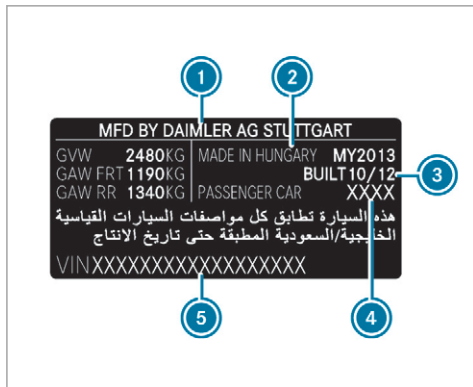 1
2
MFD BY DAIMLER AG STUTTGART
GVW 2480KG MADE IN HUNGARY MY2013
GAW FRT 1190KG BUILT 10/12
3
GAW RR 1340KG PASSENGER CAR XXXX
هذه السيارة تطابق كل مواصفات السيارات القياسية
الخليجية/السعودية المطبقة حتى تاريخ الانتاج
VINXXXXXXXXXXXXXXXXX
5
4